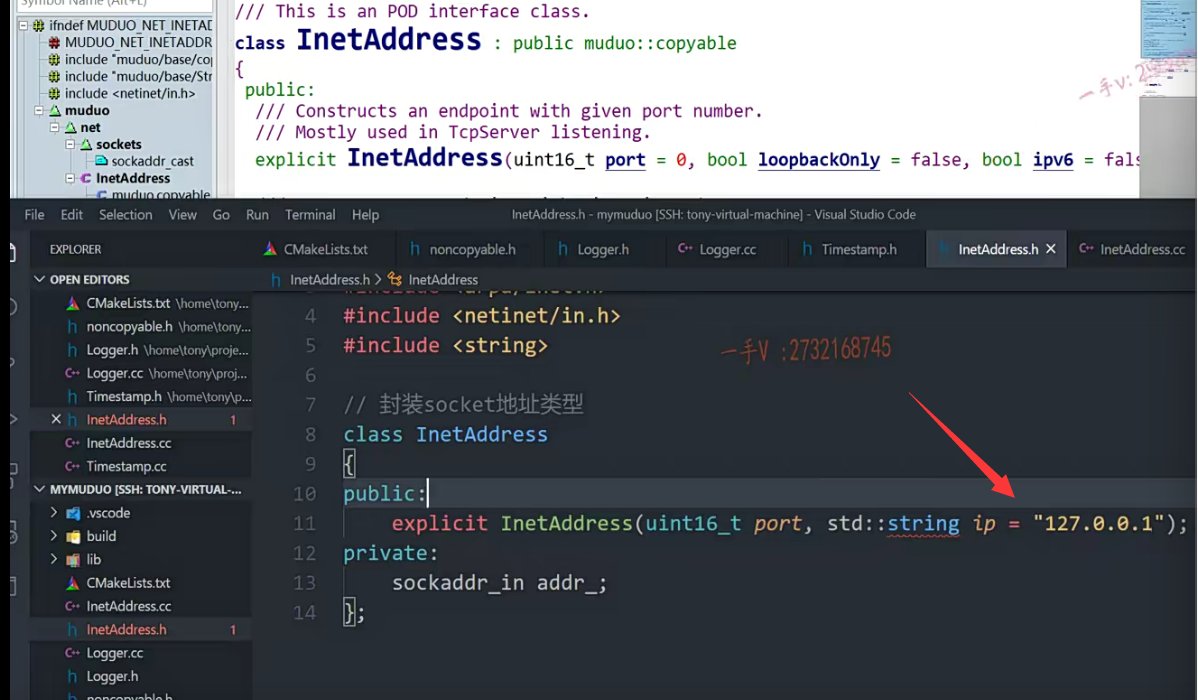 Symbol Name (Alt+L)
ifndef MUDUO_NET_INETAD
MUDUO_NET_INETADDR
include "muduo/base/cop
include "muduo/base/Str
include <netinet/in.h>
muduo
net
sockets
sockaddr_cast
InetAddress
muduo copyable
/// This is an POD interface class.
class InetAddress : public muduo::copyable
{
public:
/// Constructs an endpoint with given port number.
/// Mostly used in TcpServer listening.
explicit InetAddress(uint16_t port = 0, bool loopbackOnly = false, bool ipv6 = fals
一手V:
File Edit Selection View Go Run Terminal Help
InetAddress.h - mymuduo [SSH: tony-virtual-machine] - Visual Studio Code
EXPLORER
CMakeLists.txt noncopyable.h Logger.h Logger.cc Timestamp.h InetAddress.h InetAddress.cc
OPEN EDITORS
CMakeLists.txt \home\tony...
noncopyable.h \home\tony...
Logger.h \home\tony\proje...
Logger.cc \home\tony\proj...
Timestamp.h \home\tony\p...
InetAddress.h 1
InetAddress.cc
Timestamp.cc
MYMUDUO [SSH: TONY-VIRTUAL-...
.vscode
build
lib
CMakeLists.txt
InetAddress.cc
InetAddress.h 1
Logger.cc
Logger.h
noncopyable.h
InetAddress.h > InetAddress
3 #include <arpa/inet.h>
4 #include <netinet/in.h>
5 #include <string>
一手V :2732168745
6
7 // 封装socket地址类型
8 class InetAddress
9 {
10 public:
11 explicit InetAddress(uint16_t port, std::string ip = "127.0.0.1");
12 private:
13 sockaddr_in addr_;
14 };